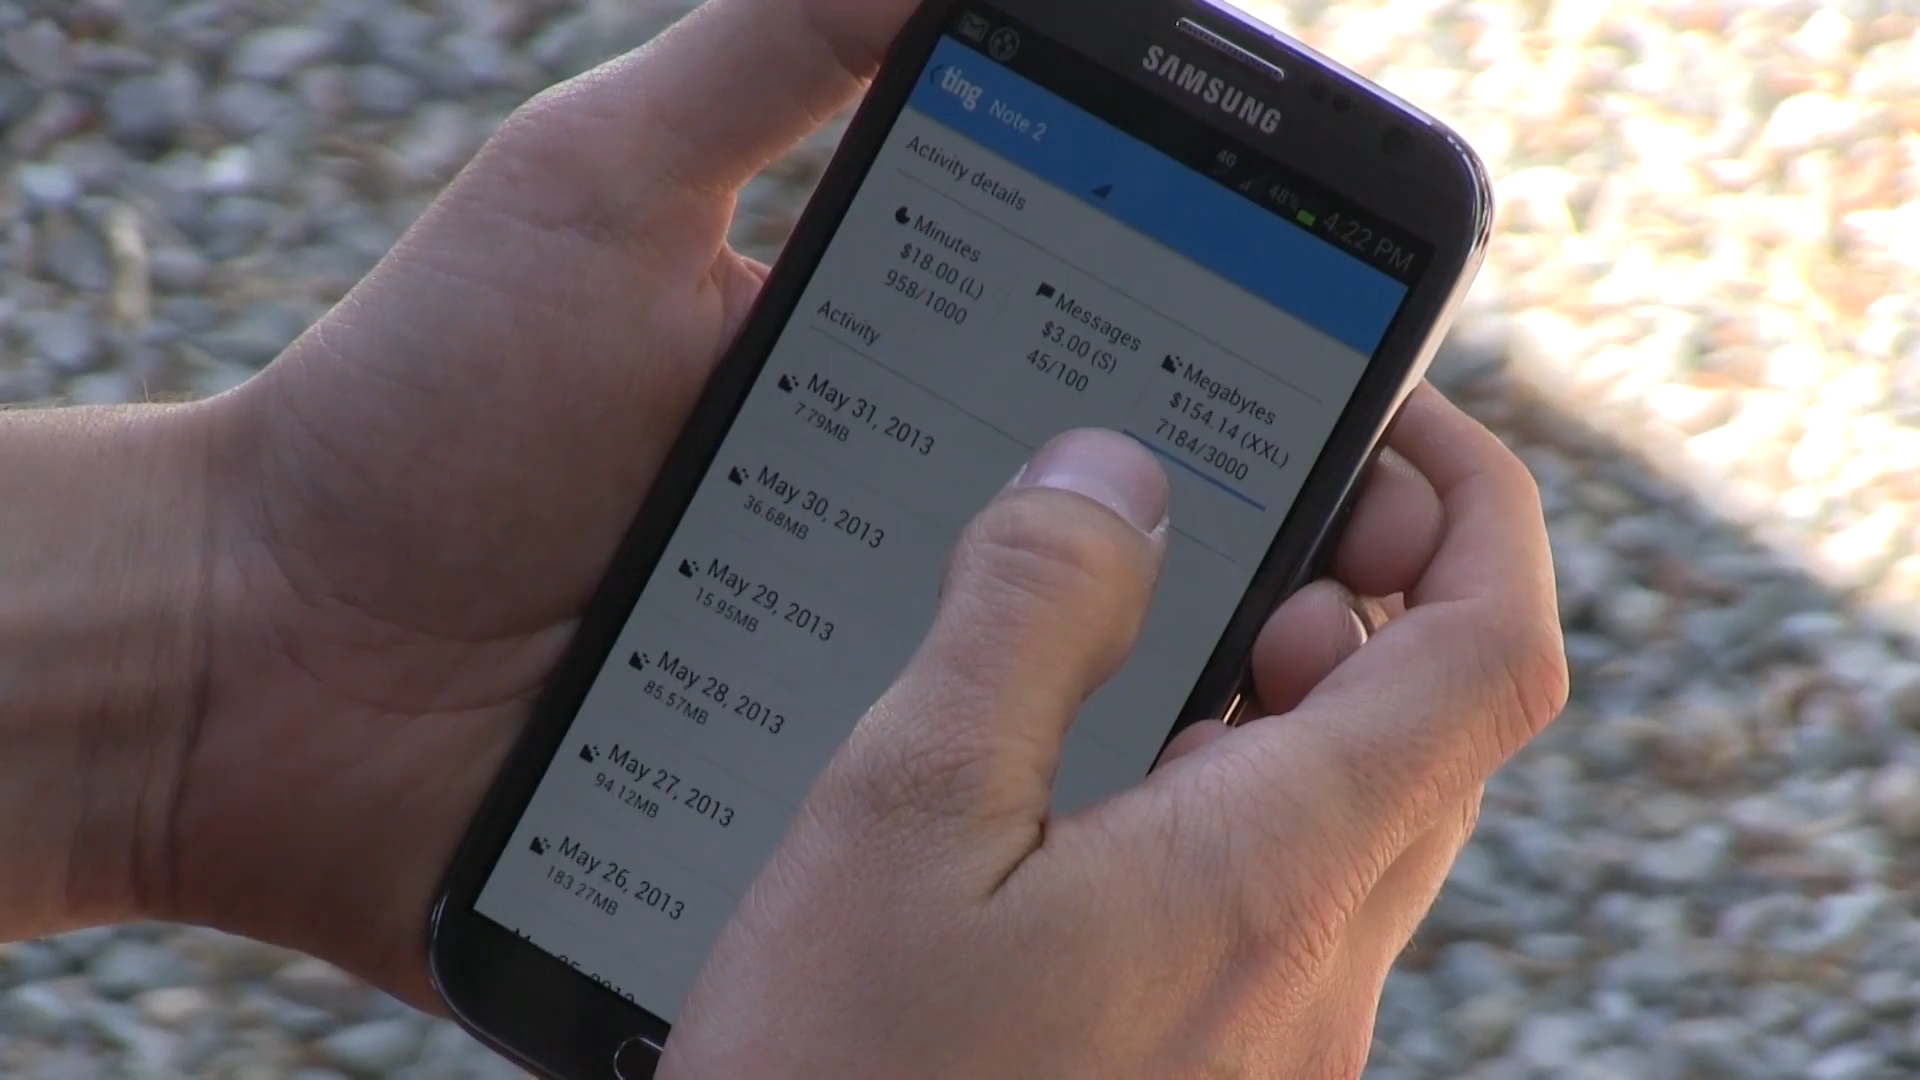 SAMSUNG
4G 48% 4:22 PM
ting Note 2
Activity details
Minutes
$18.00 (L)
958/1000
Messages
$3.00 (S)
45/100
Megabytes
$154.14 (XXL)
7184/3000
Activity
May 31, 2013
7.79MB
May 30, 2013
36.68MB
May 29, 2013
15.95MB
May 28, 2013
85.57MB
May 27, 2013
94.12MB
May 26, 2013
183.27MB